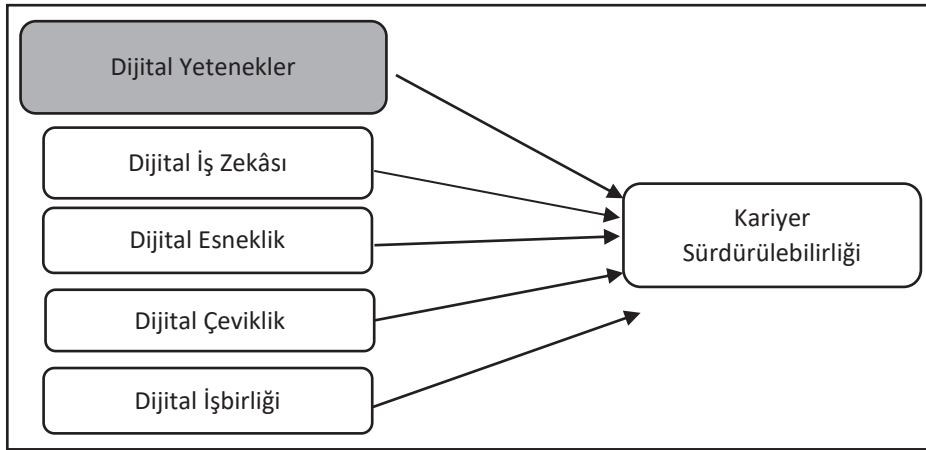 Dijital Yetenekler
Dijital İş Zekâsı
Dijital Esneklik
Dijital Çeviklik
Dijital İşbirliği
Kariyer
Sürdürülebilirliği